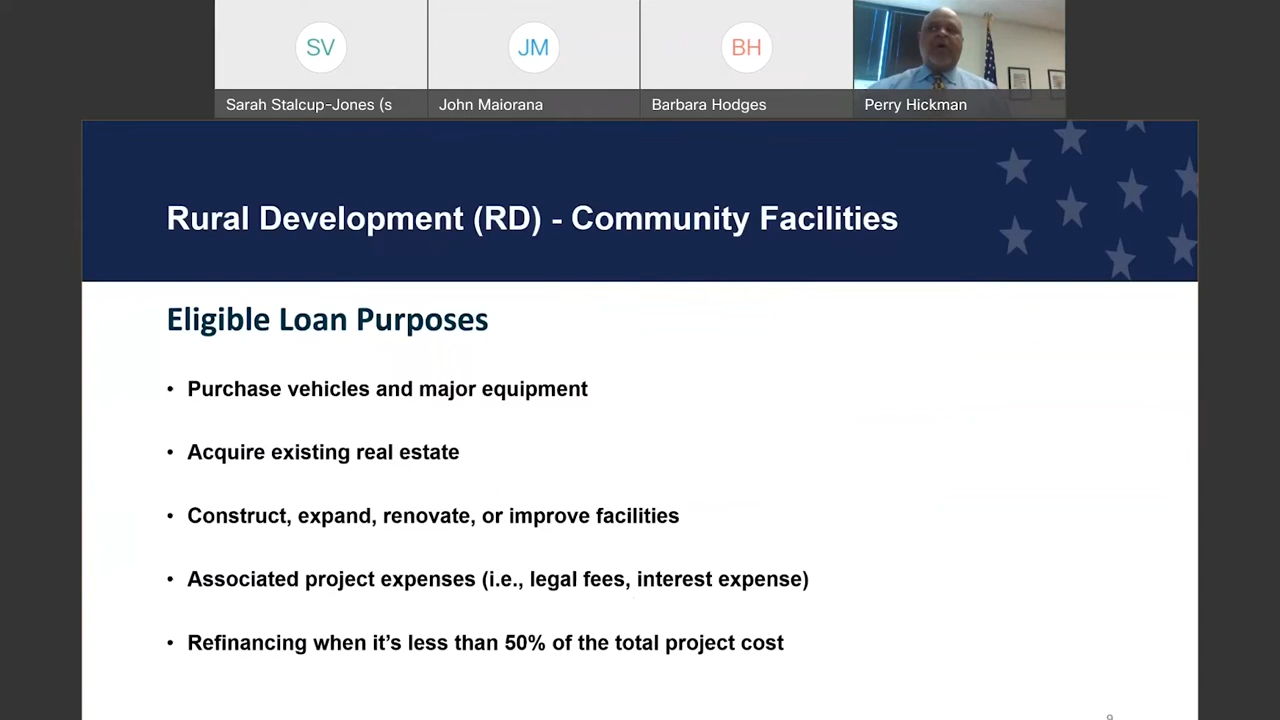 SV
JM
BH
Sarah Stalcup-Jones (s
John Maiorana
Barbara Hodges
Perry Hickman
Rural Development (RD) - Community Facilities
Eligible Loan Purposes
• Purchase vehicles and major equipment
• Acquire existing real estate
• Construct, expand, renovate, or improve facilities
• Associated project expenses (i.e., legal fees, interest expense)
• Refinancing when it’s less than 50% of the total project cost